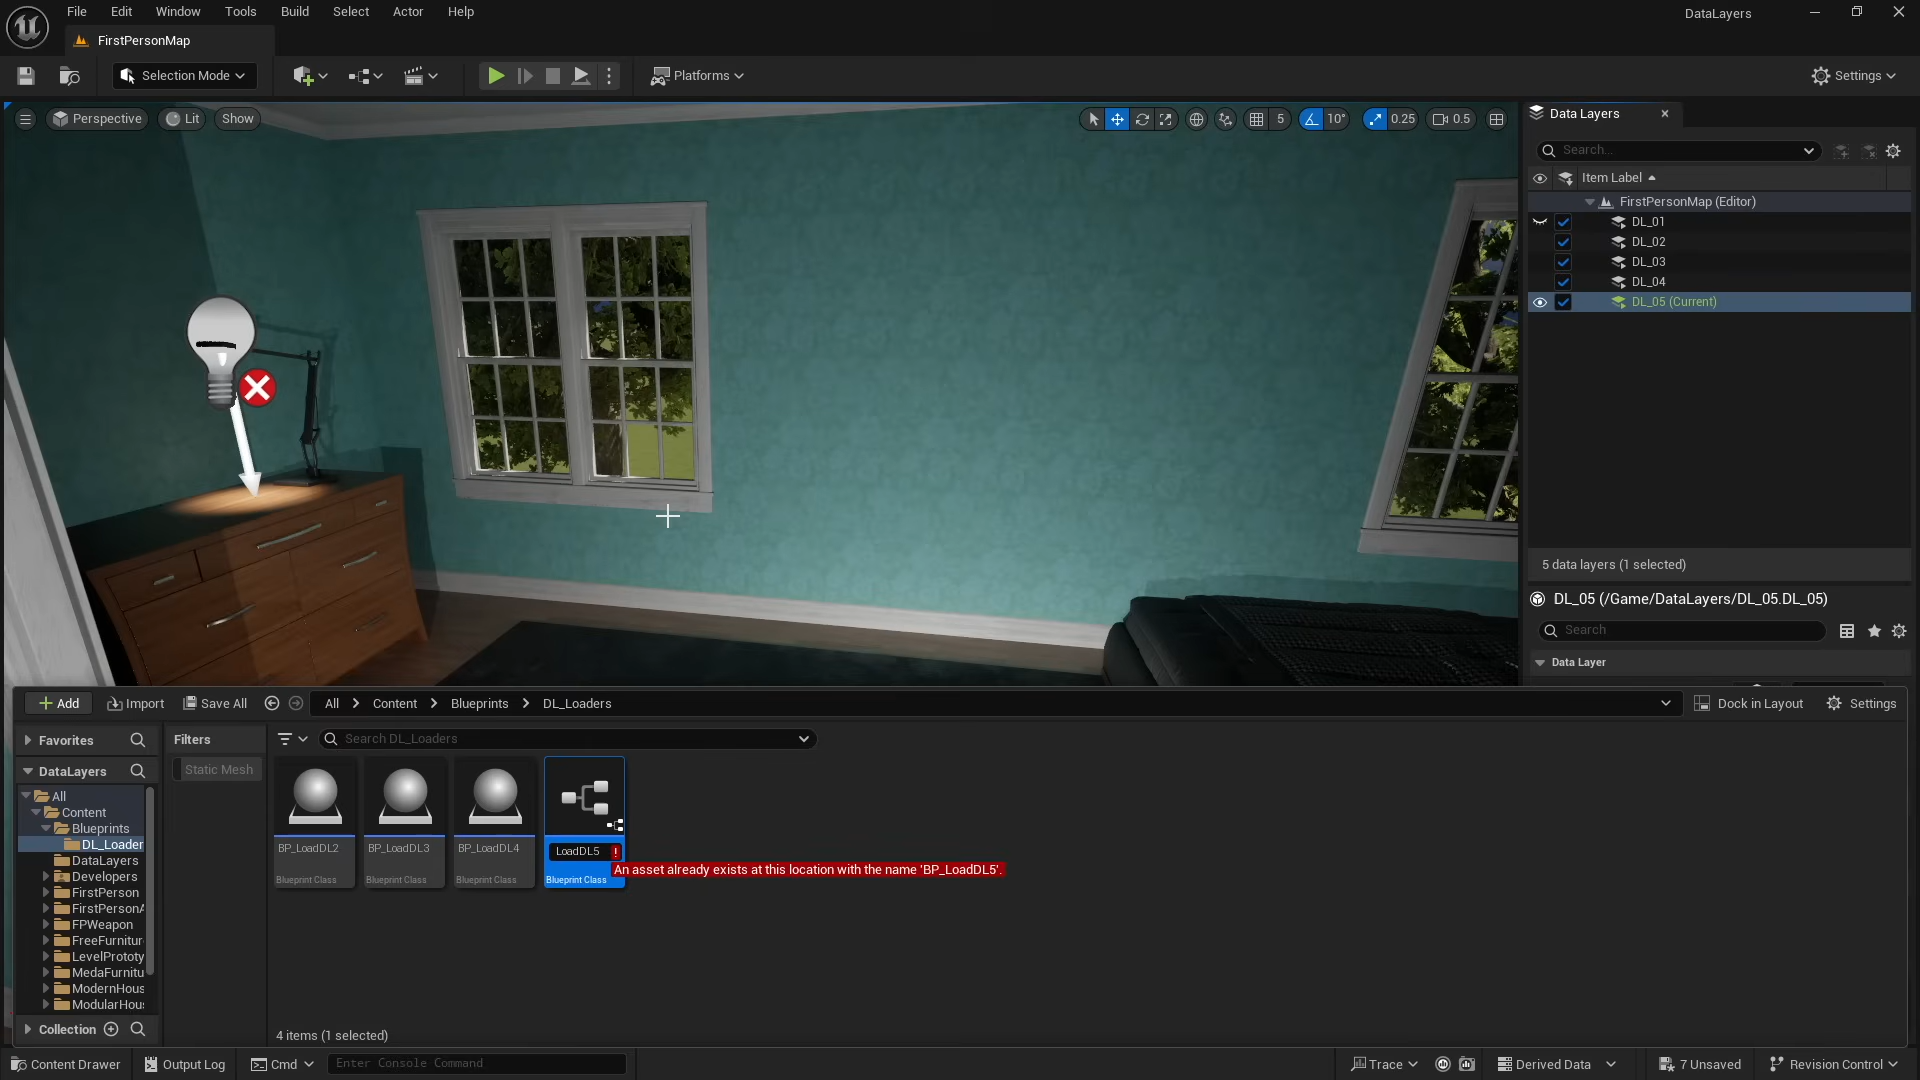 File Edit Window Tools Build Select Actor Help
DataLayers
FirstPersonMap
Selection Mode
Platforms
Settings
Perspective Lit Show
5 10° 0.25 0.5
Data Layers
Search...
Item Label
FirstPersonMap (Editor)
DL_01
DL_02
DL_03
DL_04
DL_05 (Current)
5 data layers (1 selected)
DL_05 (/Game/DataLayers/DL_05.DL_05)
Search
Data Layer
Add Import Save All All Content Blueprints DL_Loaders
Dock in Layout Settings
Favorites
DataLayers
All
Content
Blueprints
DL_Loader
DataLayers
Developers
FirstPerson
FirstPersonA
FPWeapon
FreeFurnitur
LevelPrototy
MedaFurnitu
ModernHous
ModularHou
Collection
Filters
Static Mesh
Search DL_Loaders
BP_LoadDL2
Blueprint Class
BP_LoadDL3
Blueprint Class
BP_LoadDL4
Blueprint Class
LoadDL5 !
Blueprint Class
An asset already exists at this location with the name 'BP_LoadDL5'.
4 items (1 selected)
Content Drawer Output Log Cmd Enter Console Command
Trace Derived Data 7 Unsaved Revision Control